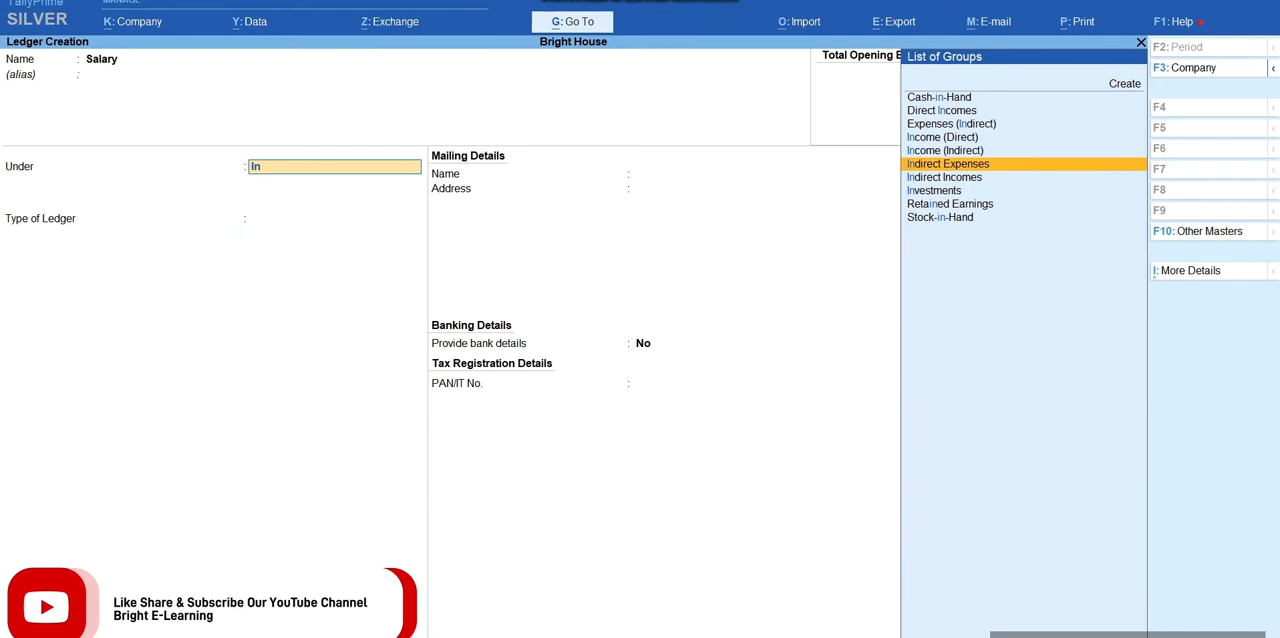 TallyPrime
MANAGE
SILVER
K: Company
Y: Data
Z: Exchange
G: Go To
O: Import
E: Export
M: E-mail
P: Print
F1: Help
Ledger Creation
Bright House
Name : Salary
(alias) :
Total Opening B
Under : In
Type of Ledger :
Mailing Details
Name :
Address :
Banking Details
Provide bank details : No
Tax Registration Details
PAN/IT No. :
List of Groups
Create
Cash-in-Hand
Direct Incomes
Expenses (Indirect)
Income (Direct)
Income (Indirect)
Indirect Expenses
Indirect Incomes
Investments
Retained Earnings
Stock-in-Hand
F2: Period
F3: Company
F4
F5
F6
F7
F8
F9
F10: Other Masters
I: More Details
Like Share & Subscribe Our YouTube Channel
Bright E-Learning